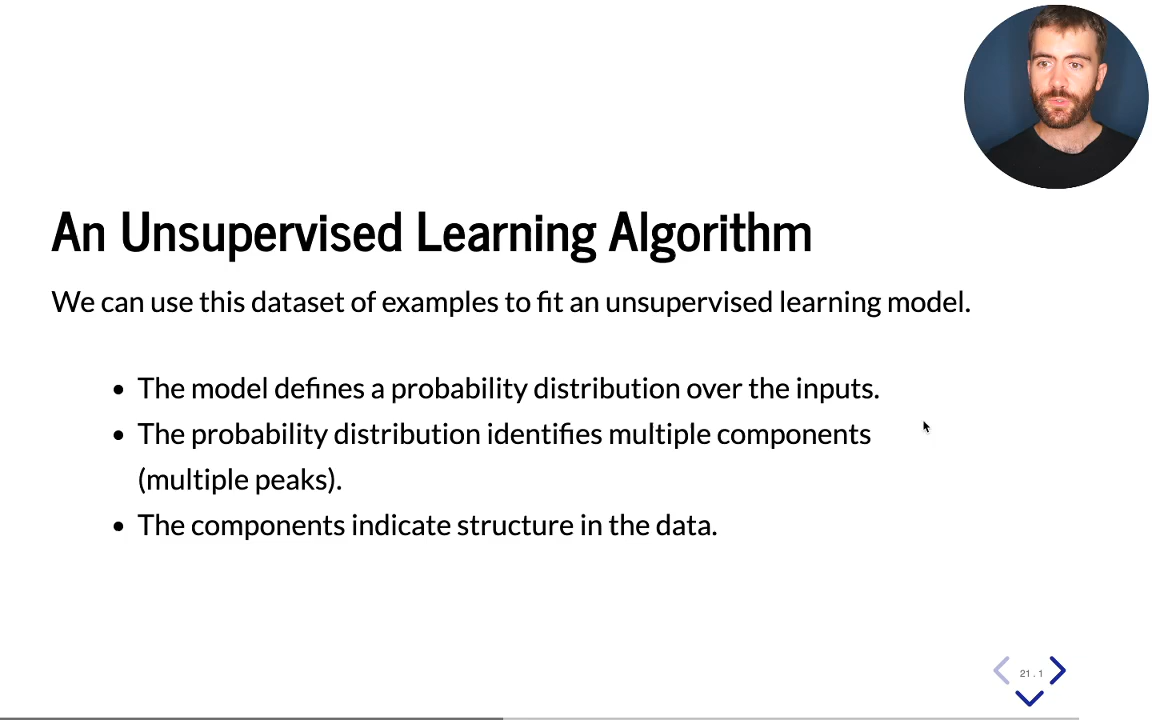 An Unsupervised Learning Algorithm
We can use this dataset of examples to fit an unsupervised learning model.
• The model defines a probability distribution over the inputs.
• The probability distribution identifies multiple components
(multiple peaks).
• The components indicate structure in the data.
21 . 1